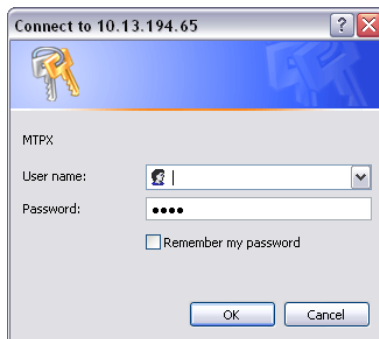 Connect to 10.13.194.65
MTPX
User name:
Password:
Remember my password
OK
Cancel